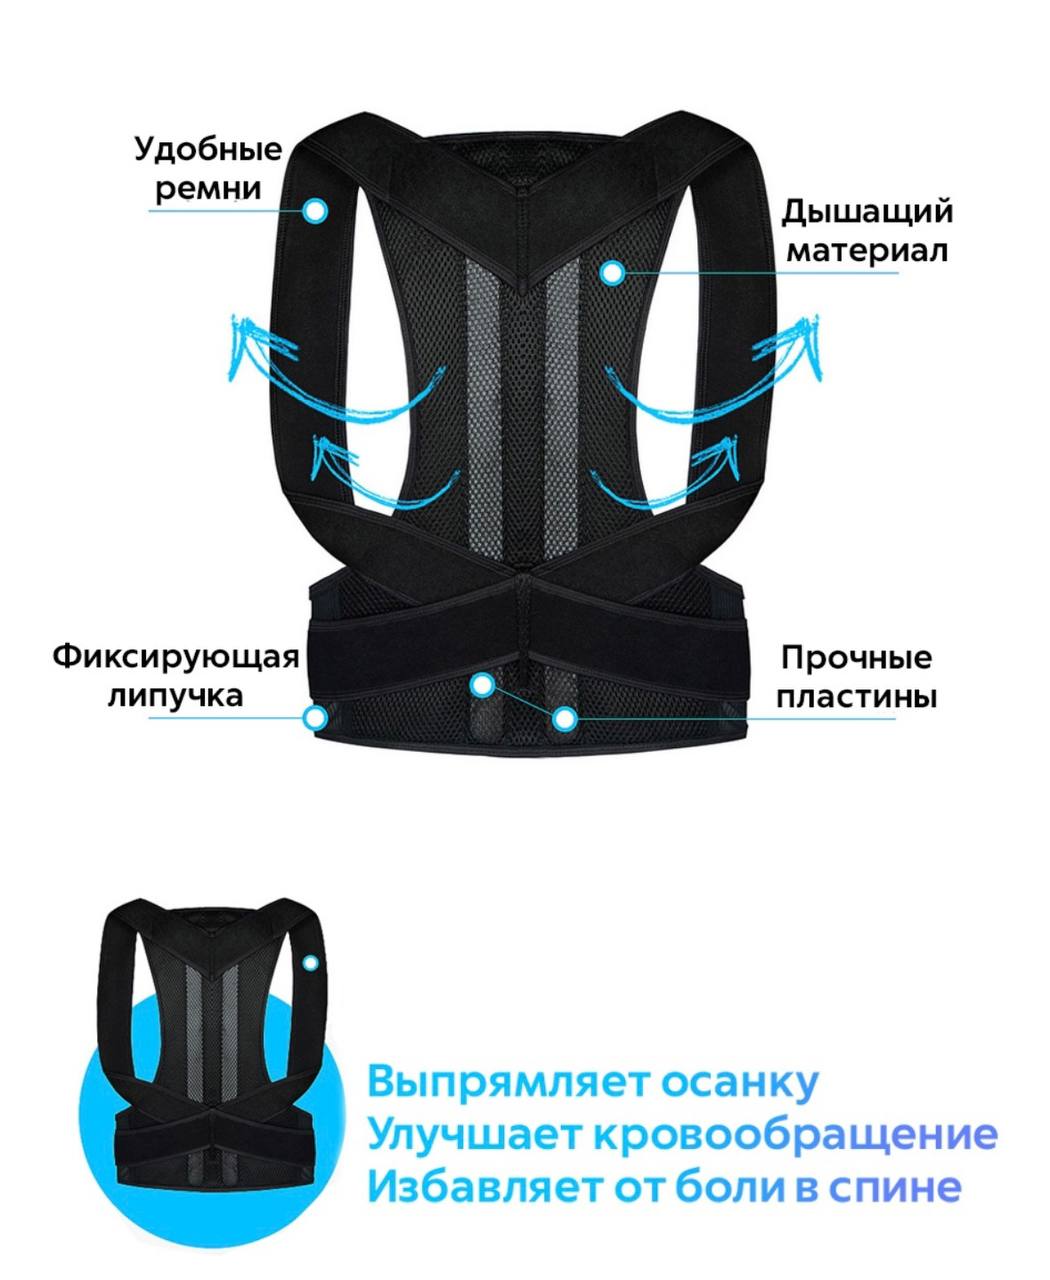 Удобные
ремни
Дышащий
материал
Фиксирующая
липучка
Прочные
пластины
Выпрямляет осанку
Улучшает кровообращение
Избавляет от боли в спине